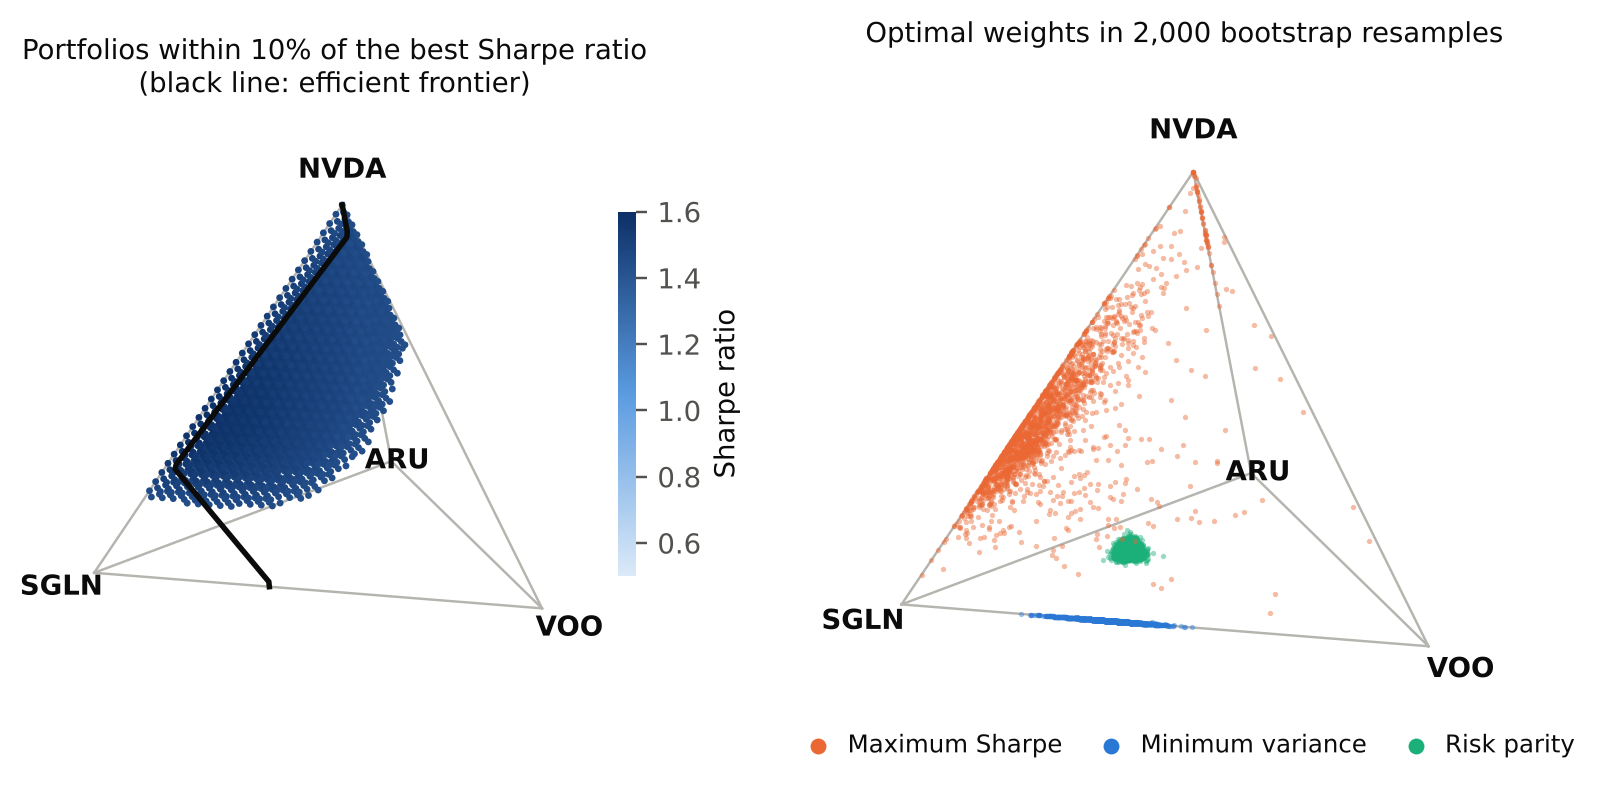 Portfolios within 10% of the best Sharpe ratio
(black line: efficient frontier)
NVDA
ARU
SGLN
VOO
1.6
1.4
1.2
1.0
0.8
0.6
Sharpe ratio
Optimal weights in 2,000 bootstrap resamples
NVDA
ARU
SGLN
VOO
Maximum Sharpe
Minimum variance
Risk parity